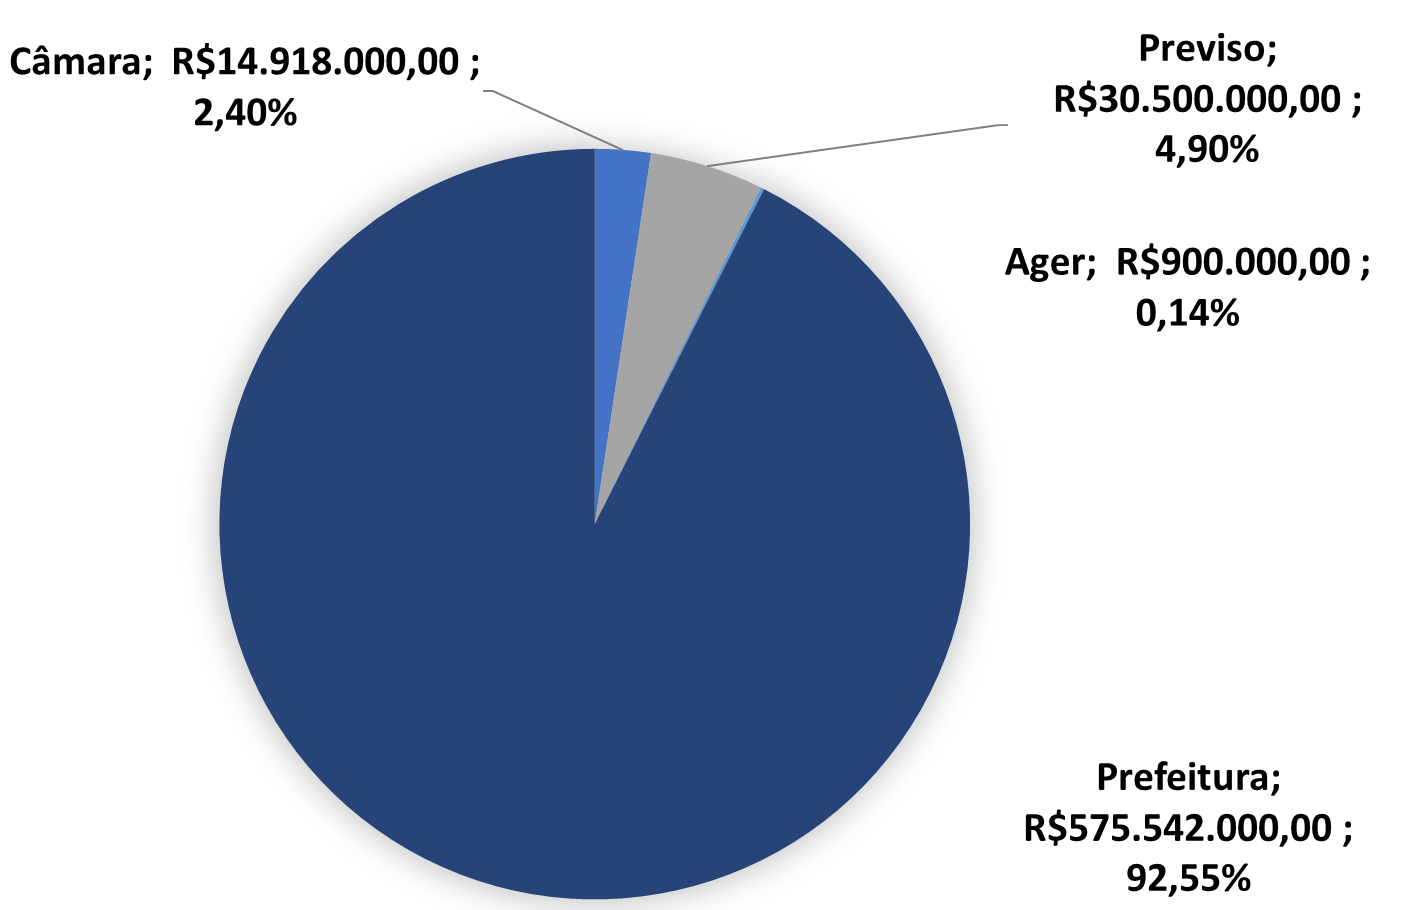 Câmara; R$14.918.000,00 ;
2,40%
Previso;
R$30.500.000,00 ;
4,90%
Ager; R$900.000,00 ;
0,14%
Prefeitura;
R$575.542.000,00 ;
92,55%